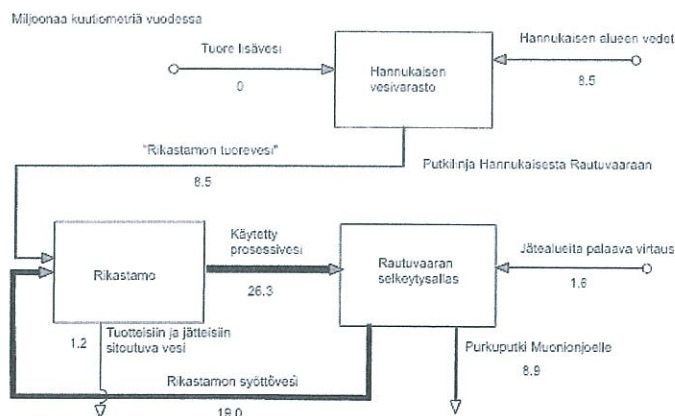 Miljoonaa kuutiometriä vuodessa
Tuore lisävesi
0
Hannukaisen
vesivarasto
Hannukaisen alueen vedet
8.5
"Rikastamon tuorevesi"
8.5
Putkilinja Hannukaisesta Rautuvaaraan
Rikastamo
Käytetty
prosessivesi
26.3
Rautuvaaran
selkeytysallas
Jätealueita palaava virtaus
1.6
1.2
Tuotteisiin ja jätteisiin
sitoutuva vesi
Purkuputki Muonionjoelle
8.9
Rikastamon syöttövesi
19.0